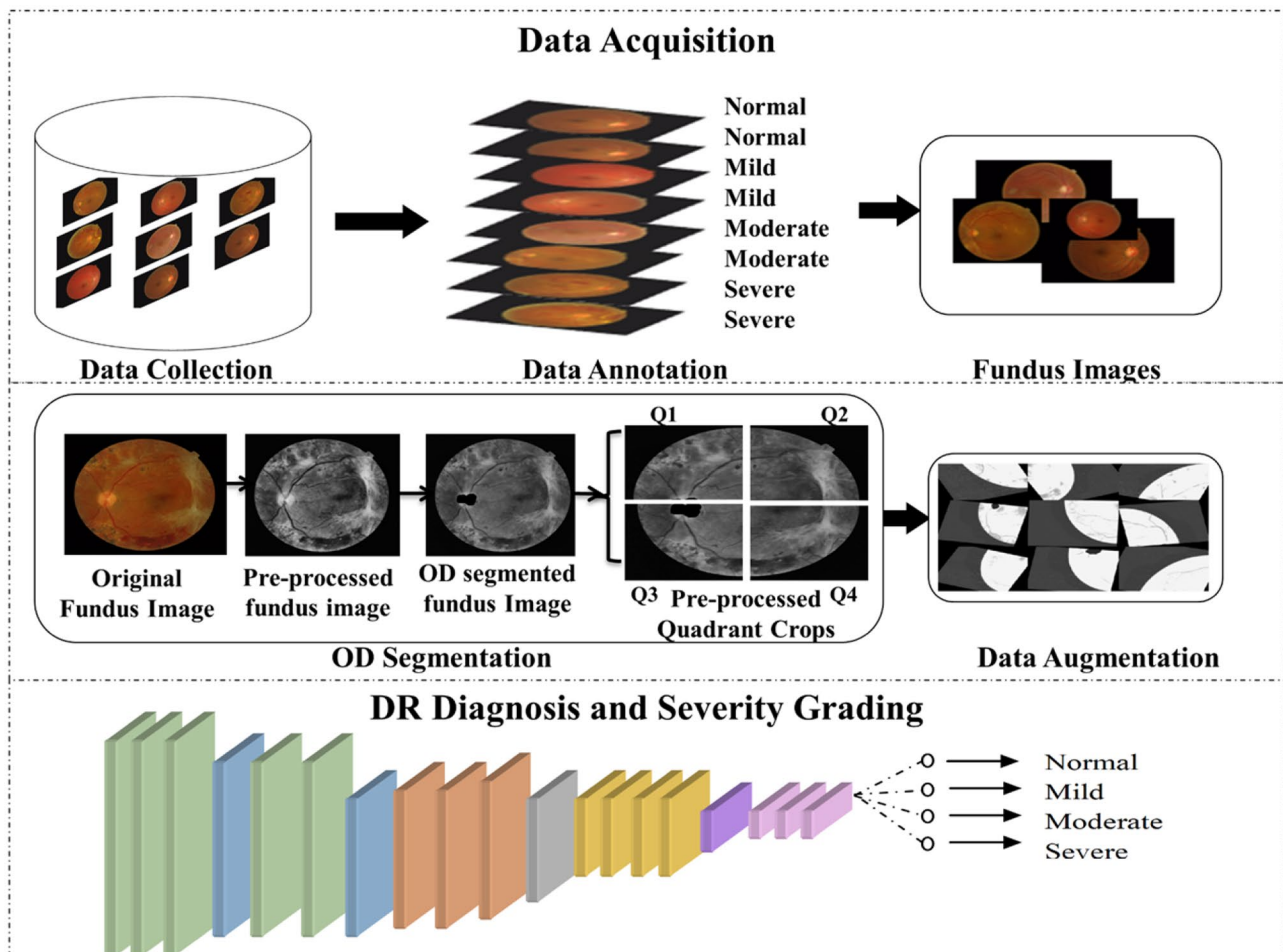 Data Acquisition
Normal
Normal
Mild
Mild
Moderate
Moderate
Severe
Severe
Data Collection
Data Annotation
Fundus Images
Q1
Q2
Original
Fundus Image
Pre-processed
fundus image
OD segmented
fundus Image
Q3
Q4
Pre-processed
Quadrant Crops
OD Segmentation
Data Augmentation
DR Diagnosis and Severity Grading
Normal
Mild
Moderate
Severe